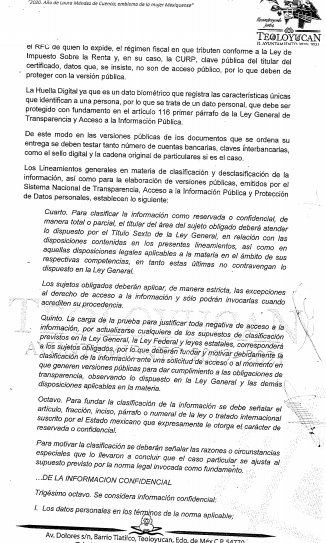 "2020. Año de Laura Méndez de Cuenca; emblema de la mujer Mexiquense"
TEOLOYUCAN
el RFC de quien lo expide, el régimen fiscal en que tributen conforme a la Ley de
Impuesto Sobre la Renta y, en su caso, la CURP, clave pública del titular del
certificado, datos que, se insiste, no son de acceso público, por lo que deben de
proteger con la versión pública.
La Huella Digital ya que es un dato biométrico que registra las características únicas
que identifican a una persona, por lo que se trata de un dato personal, que debe ser
protegido con fundamento en el artículo 116 primer párrafo de la Ley General de
Transparencia y Acceso a la Información Pública.
De este modo en las versiones públicas de los documentos que se ordena su
entrega se deben testar tanto número de cuentas bancarias, claves interbancarias,
como el sello digital y la cadena original de particulares si es el caso.
Los Lineamientos generales en materia de clasificación y desclasificación de la
información, así como para la elaboración de versiones públicas, emitidos por el
Sistema Nacional de Transparencia, Acceso a la Información Pública y Protección
de Datos personales, establecen lo siguiente:
Cuarto. Para clasificar la información como reservada o confidencial, de
manera total o parcial, el titular del área del sujeto obligado deberá atender
lo dispuesto por el Título Sexto de la Ley General, en relación con las
disposiciones contenidas en los presentes lineamientos, así como en
aquellas disposiciones legales aplicables a la materia en el ámbito de sus
respectivas competencias, en tanto estas últimas no contravengan lo
dispuesto en la Ley General.
Los sujetos obligados deberán aplicar, de manera estricta, las excepciones
al derecho de acceso a la información y sólo podrán invocarlas cuando
acrediten su procedencia.
Quinto. La carga de la prueba para justificar toda negativa de acceso a la
información, por actualizarse cualquiera de los supuestos de clasificación
previstos en la Ley General, la Ley Federal y leyes estatales, corresponderá
a los sujetos obligados, por lo que deberán fundar y motivar debidamente la
clasificación de la información ante una solicitud de acceso o al momento en
que generen versiones públicas para dar cumplimiento a las obligaciones de
transparencia, observando lo dispuesto en la Ley General y las demás
disposiciones aplicables en la materia.
Octavo. Para fundar la clasificación de la información se debe señalar el
artículo, fracción, inciso, párrafo o numeral de la ley o tratado internacional
suscrito por el Estado mexicano que expresamente le otorga el carácter de
reservada o confidencial.
Para motivar la clasificación se deberán señalar las razones o circunstancias
especiales que lo llevaron a concluir que el caso particular se ajusta al
supuesto previsto por la norma legal invocada como fundamento.
...DE LA INFORMACIÓN CONFIDENCIAL
Trigésimo octavo. Se considera información confidencial:
I. Los datos personales en los términos de la norma aplicable;
Av. Dolores s/n, Barrio Tlatilco, Teoloyucan, Edo. de Méx C.P. 54770